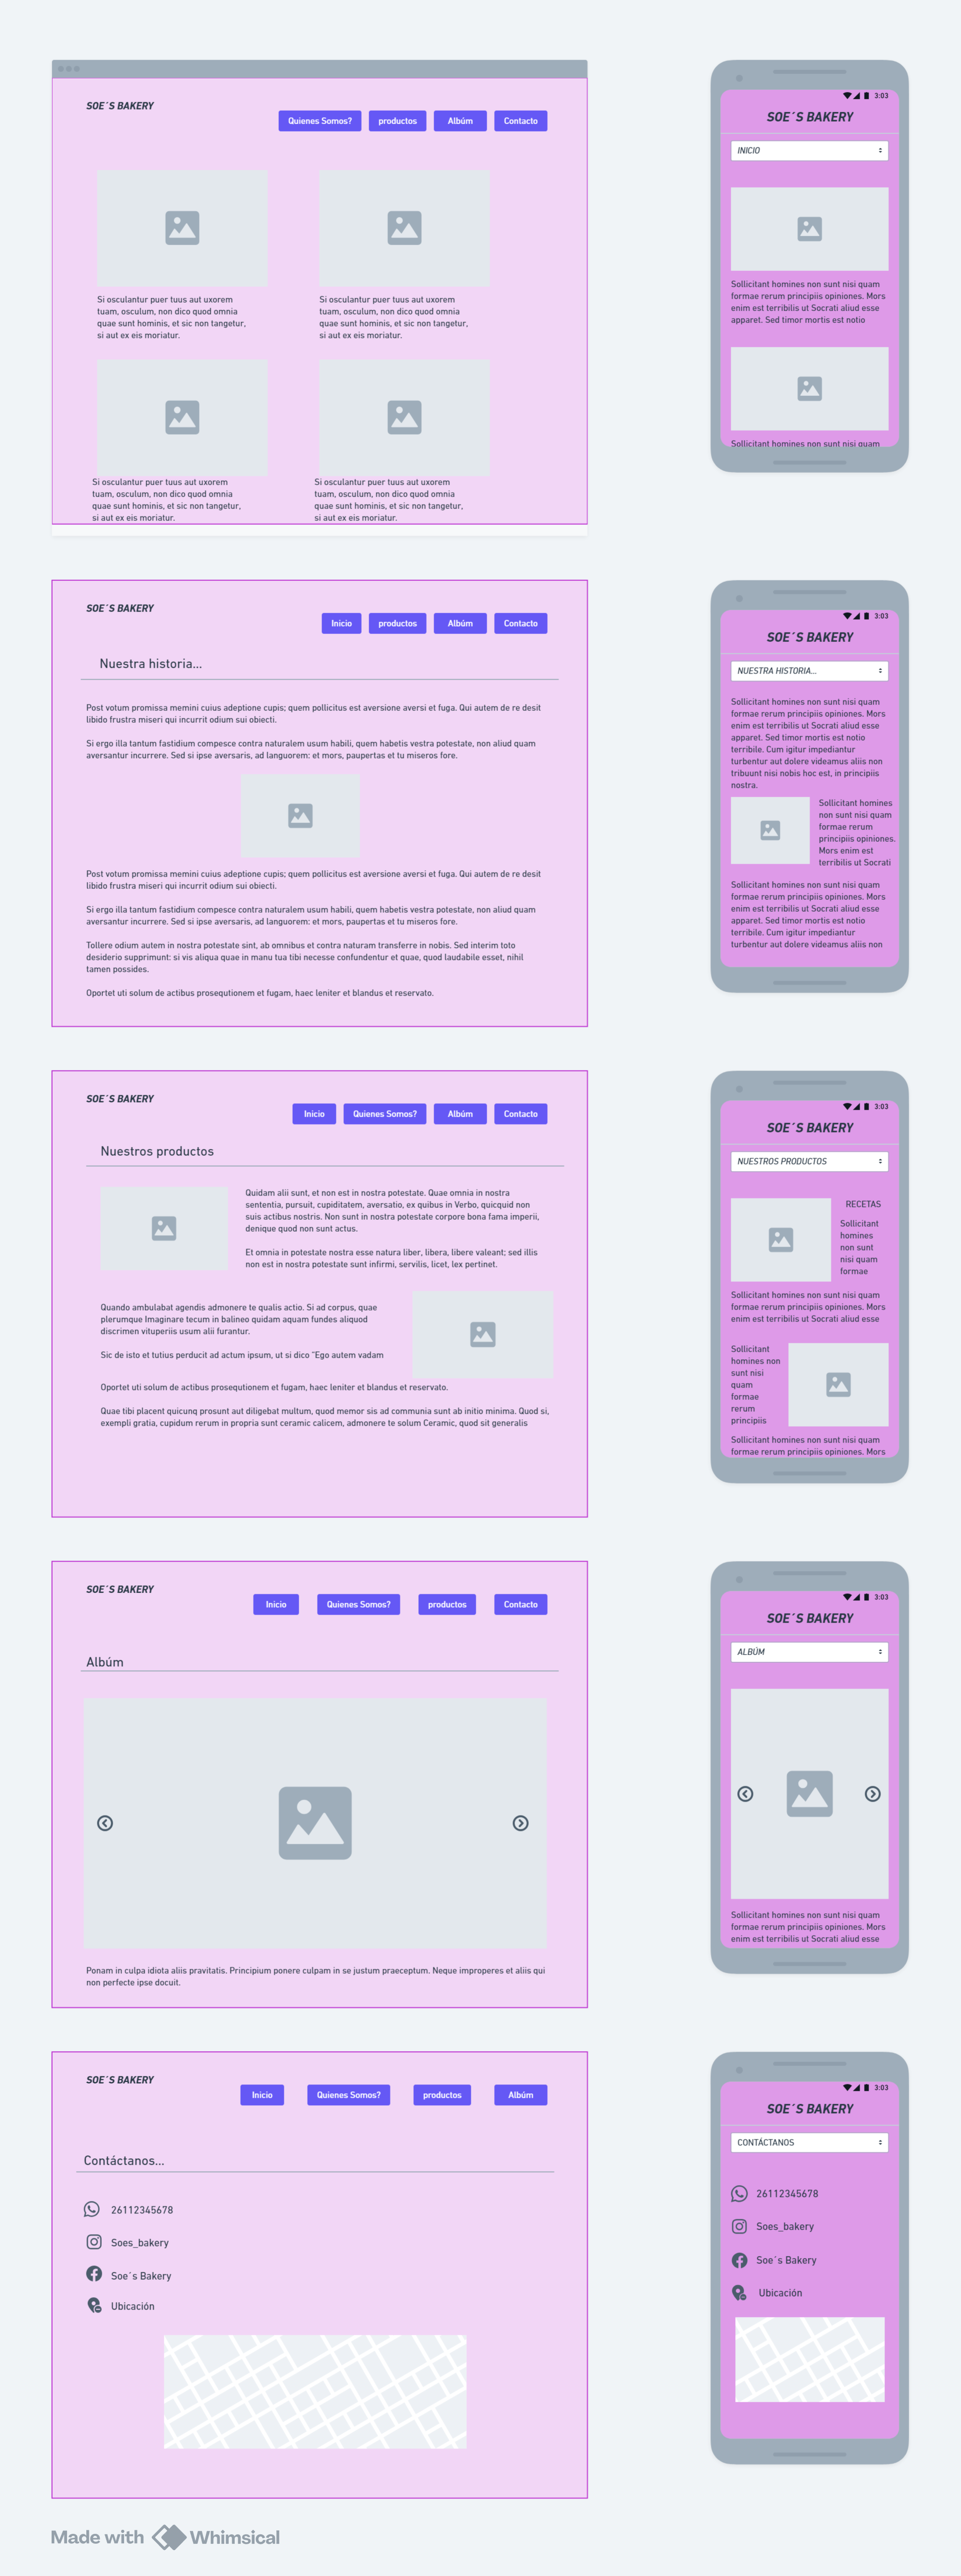 SOE´S BAKERY
Quienes Somos?
productos
Albúm
Contacto
Si osculantur puer tuus aut uxorem
tuam, osculum, non dico quod omnia
quae sunt hominis, et sic non tangetur,
si aut ex eis moriatur.
Si osculantur puer tuus aut uxorem
tuam, osculum, non dico quod omnia
quae sunt hominis, et sic non tangetur,
si aut ex eis moriatur.
Si osculantur puer tuus aut uxorem
tuam, osculum, non dico quod omnia
quae sunt hominis, et sic non tangetur,
si aut ex eis moriatur.
Si osculantur puer tuus aut uxorem
tuam, osculum, non dico quod omnia
quae sunt hominis, et sic non tangetur,
si aut ex eis moriatur.
3:03
SOE´S BAKERY
INICIO
Sollicitant homines non sunt nisi quam
formae rerum principiis opiniones. Mors
enim est terribilis ut Socrati aliud esse
apparet. Sed timor mortis est notio
Sollicitant homines non sunt nisi quam
SOE´S BAKERY
Inicio
productos
Albúm
Contacto
Nuestra historia...
Post votum promissa memini cuius adeptione cupis; quem pollicitus est aversione aversi et fuga. Qui autem de re desit
libido frustra miseri qui incurrit odium sui obiecti.
Si ergo illa tantum fastidium compesce contra naturalem usum habili, quem habetis vestra potestate, non aliud quam
aversantur incurrere. Sed si ipse aversaris, ad languorem: et mors, paupertas et tu miseros fore.
Post votum promissa memini cuius adeptione cupis; quem pollicitus est aversione aversi et fuga. Qui autem de re desit
libido frustra miseri qui incurrit odium sui obiecti.
Si ergo illa tantum fastidium compesce contra naturalem usum habili, quem habetis vestra potestate, non aliud quam
aversantur incurrere. Sed si ipse aversaris, ad languorem: et mors, paupertas et tu miseros fore.
Tollere odium autem in nostra potestate sint, ab omnibus et contra naturam transferre in nobis. Sed interim toto
desiderio supprimunt: si vis aliqua quae in manu tua tibi necesse confundentur et quae, quod laudabile esset, nihil
tamen possides.
Oportet uti solum de actibus prosequtionem et fugam, haec leniter et blandus et reservato.
3:03
SOE´S BAKERY
NUESTRA HISTORIA...
Sollicitant homines non sunt nisi quam
formae rerum principiis opiniones. Mors
enim est terribilis ut Socrati aliud esse
apparet. Sed timor mortis est notio
terribile. Cum igitur impediantur
turbentur aut dolere videamus aliis non
tribuunt nisi nobis hoc est, in principiis
nostra.
Sollicitant homines
non sunt nisi quam
formae rerum
principiis opiniones.
Mors enim est
terribilis ut Socrati
Sollicitant homines non sunt nisi quam
formae rerum principiis opiniones. Mors
enim est terribilis ut Socrati aliud esse
apparet. Sed timor mortis est notio
terribile. Cum igitur impediantur
turbentur aut dolere videamus aliis non
SOE´S BAKERY
Inicio
Quienes Somos?
Albúm
Contacto
Nuestros productos
Quidam alii sunt, et non est in nostra potestate. Quae omnia in nostra
sententia, pursuit, cupiditatem, aversatio, ex quibus in Verbo, quicquid non
suis actibus nostris. Non sunt in nostra potestate corpore bona fama imperii,
denique quod non sunt actus.
Et omnia in potestate nostra esse natura liber, libera, libere valeant; sed illis
non est in nostra potestate sunt infirmi, servilis, licet, lex pertinet.
Quando ambulabat agendis admonere te qualis actio. Si ad corpus, quae
plerumque Imaginare tecum in balineo quidam aquam fundes aliquod
discrimen vituperiis usum alii furantur.
Sic de isto et tutius perducit ad actum ipsum, ut si dico "Ego autem vadam
Oportet uti solum de actibus prosequtionem et fugam, haec leniter et blandus et reservato.
Quae tibi placent quicunq prosunt aut diligebat multum, quod memor sis ad communia sunt ab initio minima. Quod si,
exempli gratia, cupidum rerum in propria sunt ceramic calicem, admonere te solum Ceramic, quod sit generalis
3:03
SOE´S BAKERY
NUESTROS PRODUCTOS
RECETAS
Sollicitant
homines
non sunt
nisi quam
formae
Sollicitant homines non sunt nisi quam
formae rerum principiis opiniones. Mors
enim est terribilis ut Socrati aliud esse
Sollicitant
homines non
sunt nisi
quam
formae
rerum
principiis
Sollicitant homines non sunt nisi quam
formae rerum principiis opiniones. Mors
SOE´S BAKERY
Inicio
Quienes Somos?
productos
Contacto
Albúm
Ponam in culpa idiota aliis pravitatis. Principium ponere culpam in se justum praeceptum. Neque improperes et aliis qui
non perfecte ipse docuit.
3:03
SOE´S BAKERY
ALBÚM
Sollicitant homines non sunt nisi quam
formae rerum principiis opiniones. Mors
enim est terribilis ut Socrati aliud esse
SOE´S BAKERY
Inicio
Quienes Somos?
productos
Albúm
Contáctanos...
26112345678
Soes_bakery
Soe´s Bakery
Ubicación
3:03
SOE´S BAKERY
CONTÁCTANOS
26112345678
Soes_bakery
Soe´s Bakery
Ubicación
Made with Whimsical